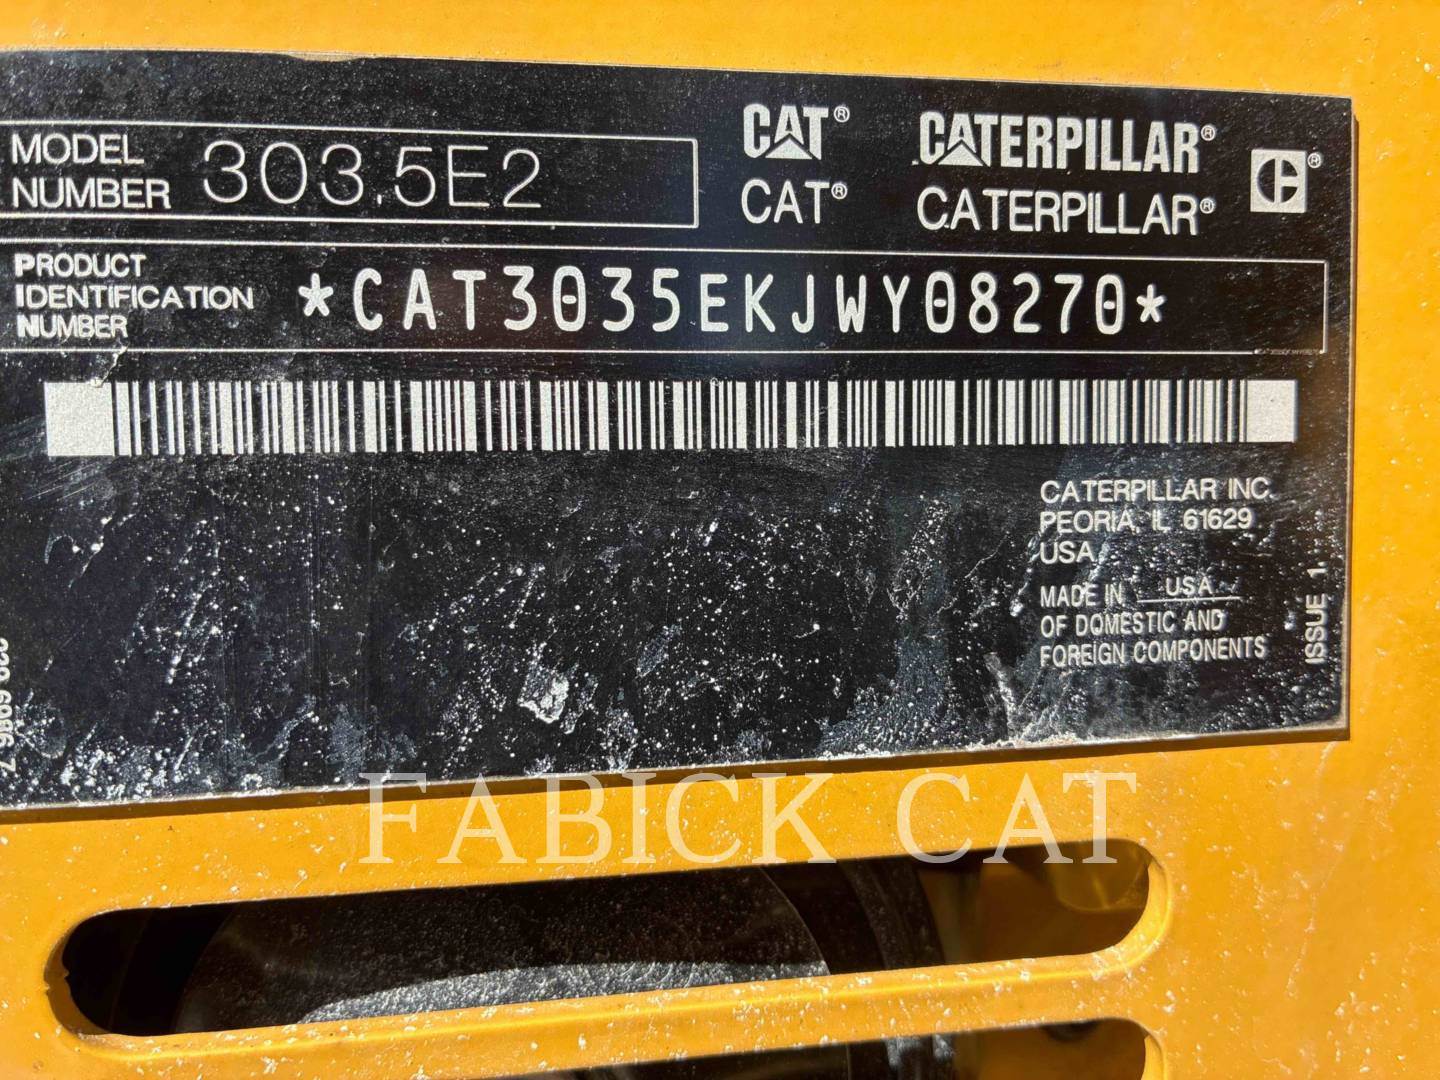 MODEL NUMBER 303.5E2
CAT® CATERPILLAR®
CAT® CATERPILLAR®
PRODUCT IDENTIFICATION NUMBER *CAT3035EKJWY08270*
CATERPILLAR INC.
PEORIA, IL 61629
USA
MADE IN USA
OF DOMESTIC AND
FOREIGN COMPONENTS
ISSUE 1
FABICK CAT